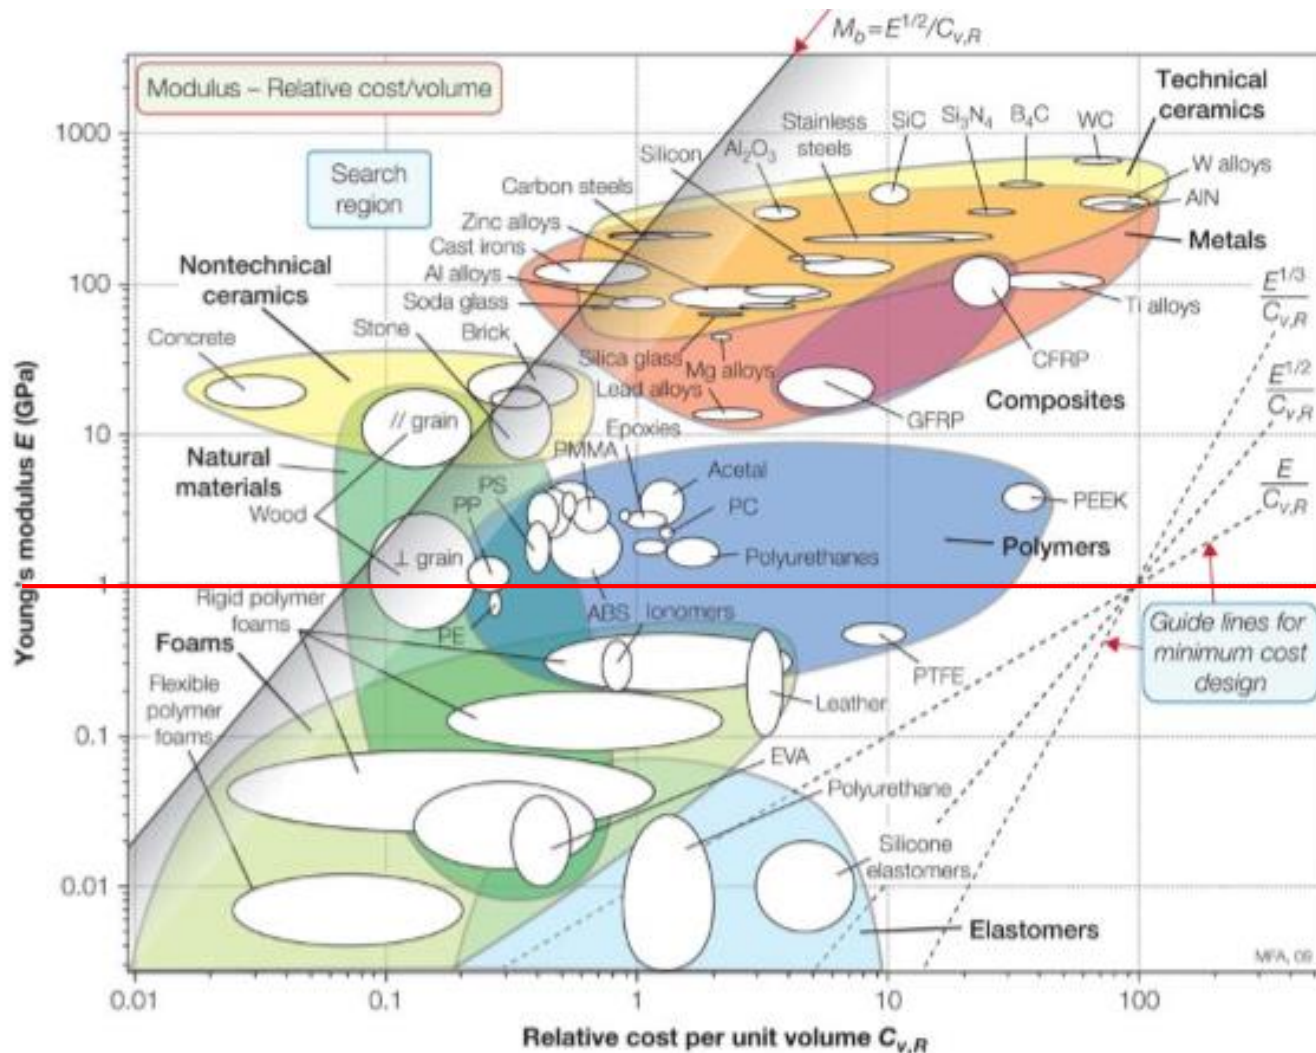 M_b=E^1/2/C_v,R
Modulus – Relative cost/volume
Technical
ceramics
1000
Search
region
Silicon
Al₂O₃
Stainless
steels
SiC
Si₃N₄
B₄C
WC
W alloys
AlN
Carbon steels
Zinc alloys
Cast irons
Al alloys
Soda glass
Metals
Nontechnical
ceramics
100
Ti alloys
E^1/3
C_v,R
Concrete
Stone
Brick
Silica glass
Mg alloys
Lead alloys
CFRP
GFRP
Composites
E^1/2
C_v,R
10
// grain
Epoxies
PMMA
Acetal
Natural
materials
Wood
PS
PP
PC
PEEK
E
C_v,R
⊥ grain
Polyurethanes
Polymers
1
Rigid polymer
foams
PE
ABS
Ionomers
Guide lines for
minimum cost
design
Foams
Flexible
polymer
foams
PTFE
Leather
0.1
EVA
Polyurethane
Silicone
elastomers
0.01
Elastomers
MFA, 09
0.01
0.1
1
10
100
Young's modulus E (GPa)
Relative cost per unit volume C_v,R